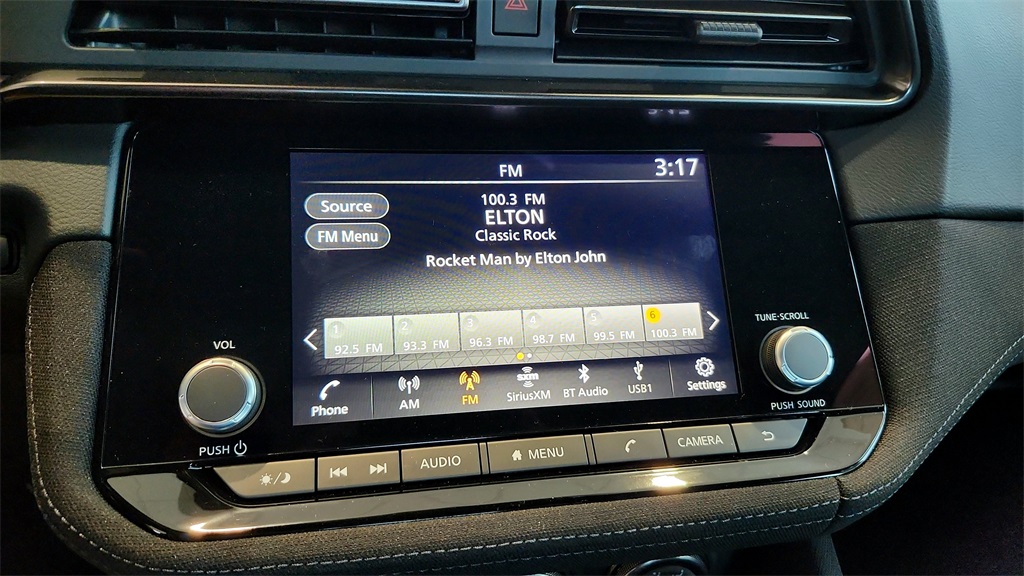 FM 3:17
Source
100.3 FM
ELTON
FM Menu
Classic Rock
Rocket Man by Elton John
1 2 3 4 5 6
92.5 FM 93.3 FM 96.3 FM 98.7 FM 99.5 FM 100.3 FM
Phone AM FM SiriusXM BT Audio USB1 Settings
sxm
VOL
PUSH
TUNE·SCROLL
PUSH SOUND
AUDIO MENU CAMERA